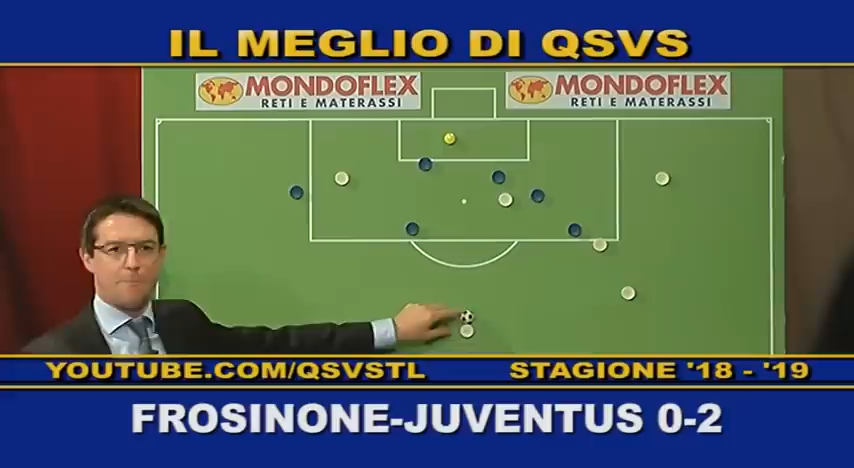 IL MEGLIO DI QSVS
MONDOFLEX
RETI E MATERASSI
MONDOFLEX
RETI E MATERASSI
YOUTUBE.COM/QSVSTL
STAGIONE '18 - '19
FROSINONE-JUVENTUS 0-2